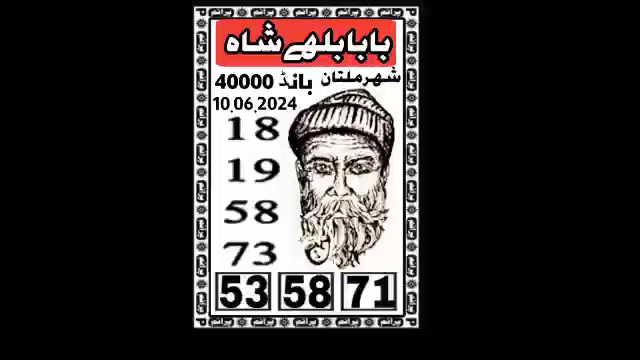 بابا بلھے شاہ
شہر ملتان بانڈ 40000
10.06.2024
18
19
58
73
53 58 71